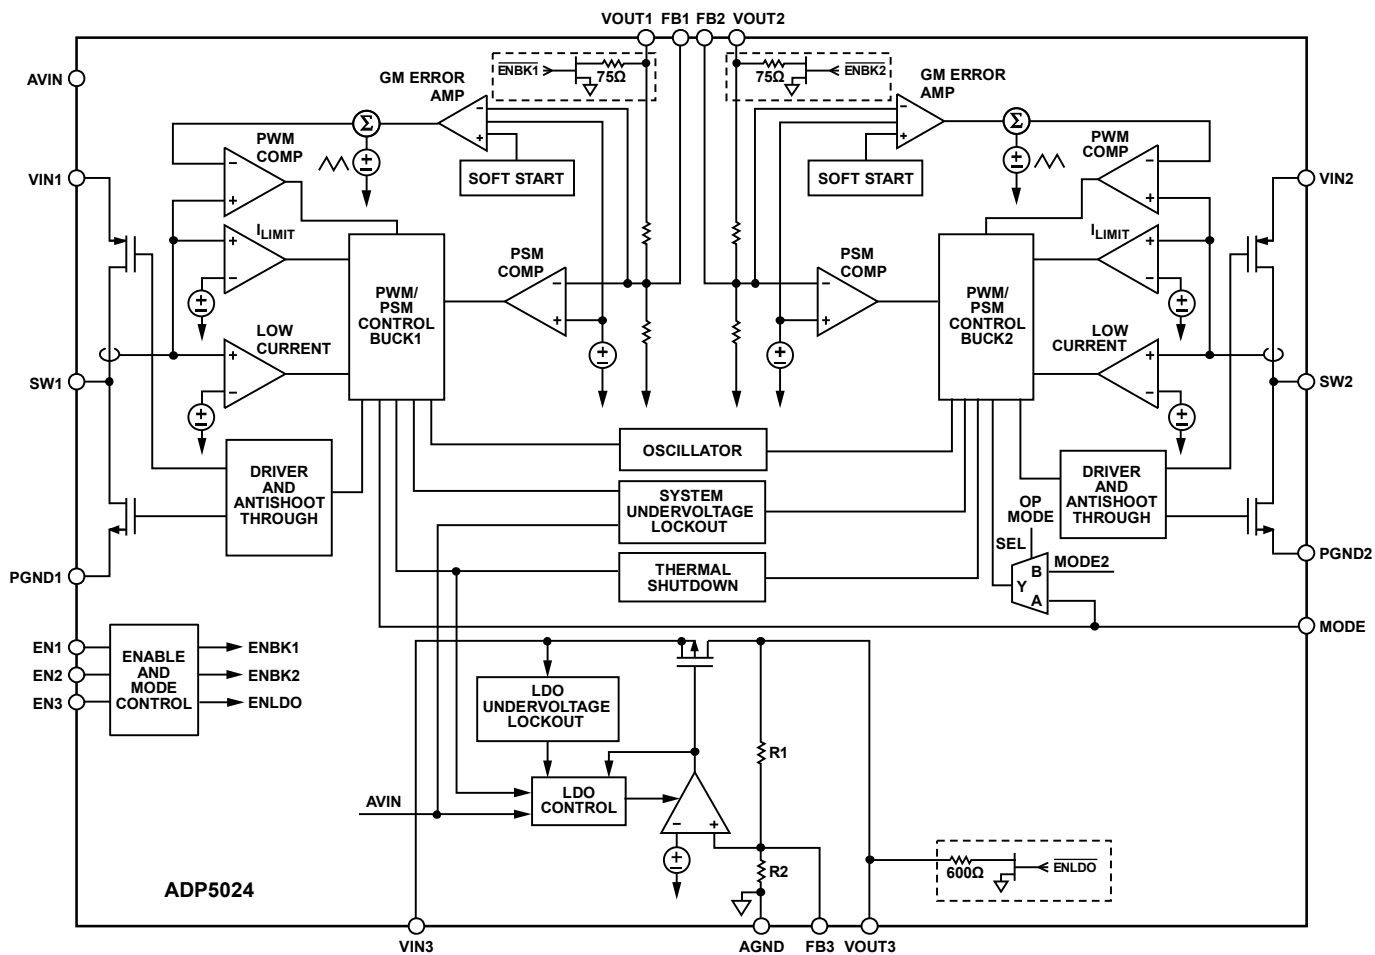 VOUT1 FB1 FB2 VOUT2
AVIN
ENBK1
75Ω
75Ω
ENBK2
GM ERROR
AMP
GM ERROR
AMP
PWM
COMP
Σ
Σ
PWM
COMP
SOFT START
SOFT START
VIN1
VIN2
ILIMIT
ILIMIT
PSM
COMP
PSM
COMP
PWM/
PSM
CONTROL
BUCK1
PWM/
PSM
CONTROL
BUCK2
LOW
CURRENT
LOW
CURRENT
SW1
SW2
OSCILLATOR
DRIVER
AND
ANTISHOOT
THROUGH
SYSTEM
UNDERVOLTAGE
LOCKOUT
DRIVER
AND
ANTISHOOT
THROUGH
OP
MODE
SEL
B
Y
A
MODE2
THERMAL
SHUTDOWN
PGND1
PGND2
MODE
EN1
EN2
EN3
ENABLE
AND
MODE
CONTROL
ENBK1
ENBK2
ENLDO
LDO
UNDERVOLTAGE
LOCKOUT
R1
AVIN
LDO
CONTROL
R2
600Ω
ENLDO
ADP5024
VIN3
AGND
FB3
VOUT3